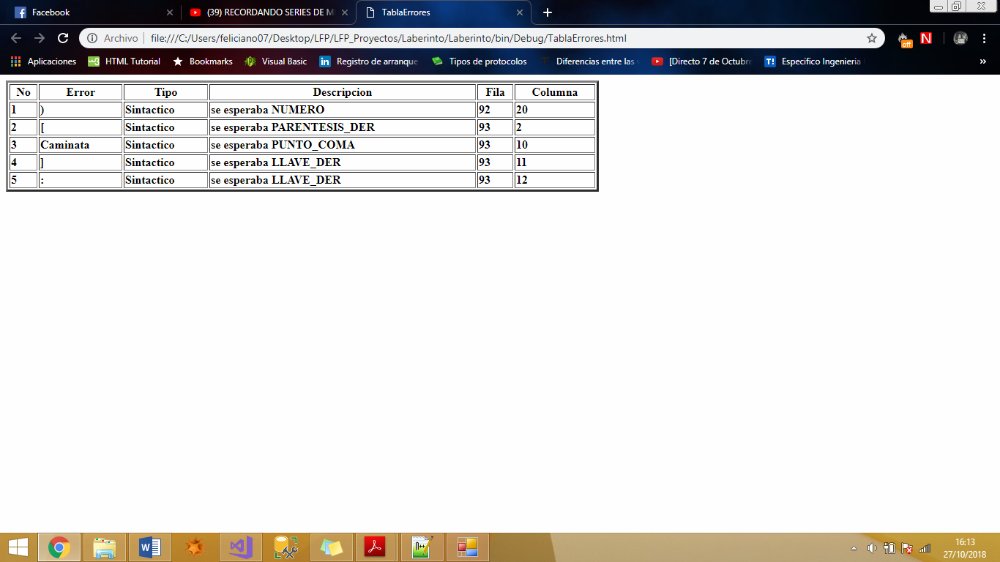 Facebook
(39) RECORDANDO SERIES DE M
TablaErrores
Archivo file:///C:/Users/feliciano07/Desktop/LFP/LFP_Proyectos/Laberinto/Laberinto/bin/Debug/TablaErrores.html
off N
Aplicaciones w3 HTML Tutorial Bookmarks Visual Basic in Registro de arranque Tipos de protocolos T Diferencias entre las [Directo 7 de Octubre T! Especifico Ingenieria »
No Error Tipo Descripcion Fila Columna
1 ) Sintactico se esperaba NUMERO 92 20
2 [ Sintactico se esperaba PARENTESIS_DER 93 2
3 Caminata Sintactico se esperaba PUNTO_COMA 93 10
4 ] Sintactico se esperaba LLAVE_DER 93 11
5 : Sintactico se esperaba LLAVE_DER 93 12
16:13
27/10/2018